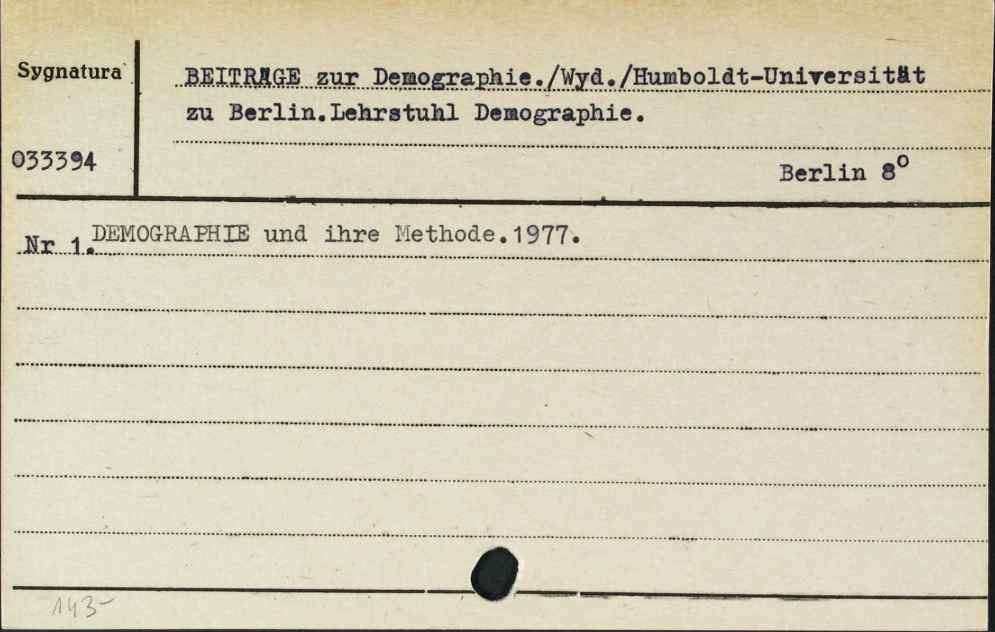 Sygnatura
BEITRÄGE zur Demographie./Wyd./Humboldt-Universität
zu Berlin.Lehrstuhl Demographie.
033394
Berlin 8°
Nr 1. DEMOGRAPHIE und ihre Methode.1977.
143-